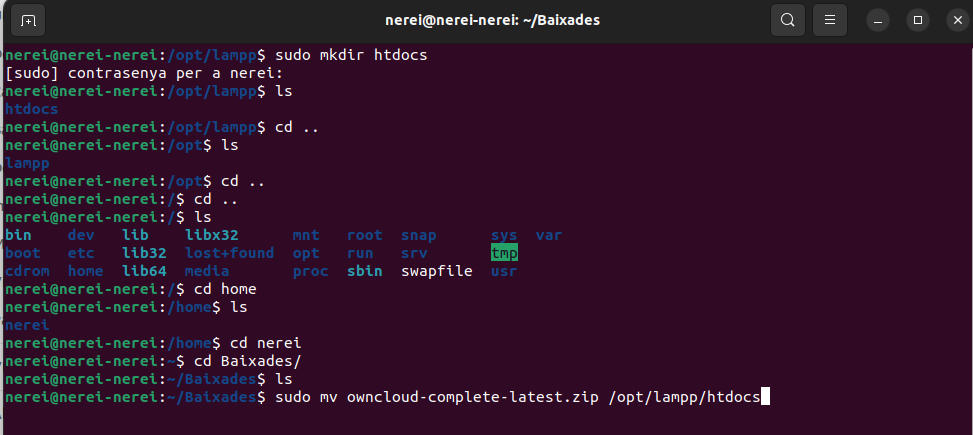 nerei@nerei-nerei: ~/Baixades
nerei@nerei-nerei:/opt/lampp$ sudo mkdir htdocs
[sudo] contrasenya per a nerei:
nerei@nerei-nerei:/opt/lampp$ ls
htdocs
nerei@nerei-nerei:/opt/lampp$ cd ..
nerei@nerei-nerei:/opt$ ls
lampp
nerei@nerei-nerei:/opt$ cd ..
nerei@nerei-nerei:/$ cd ..
nerei@nerei-nerei:/$ ls
bin    dev   lib    libx32      mnt   root  snap      sys  var
boot   etc   lib32  lost+found  opt   run   srv       tmp
cdrom  home  lib64  media       proc  sbin  swapfile  usr
nerei@nerei-nerei:/$ cd home
nerei@nerei-nerei:/home$ ls
nerei
nerei@nerei-nerei:/home$ cd nerei
nerei@nerei-nerei:~$ cd Baixades/
nerei@nerei-nerei:~/Baixades$ ls
nerei@nerei-nerei:~/Baixades$ sudo mv owncloud-complete-latest.zip /opt/lampp/htdocs